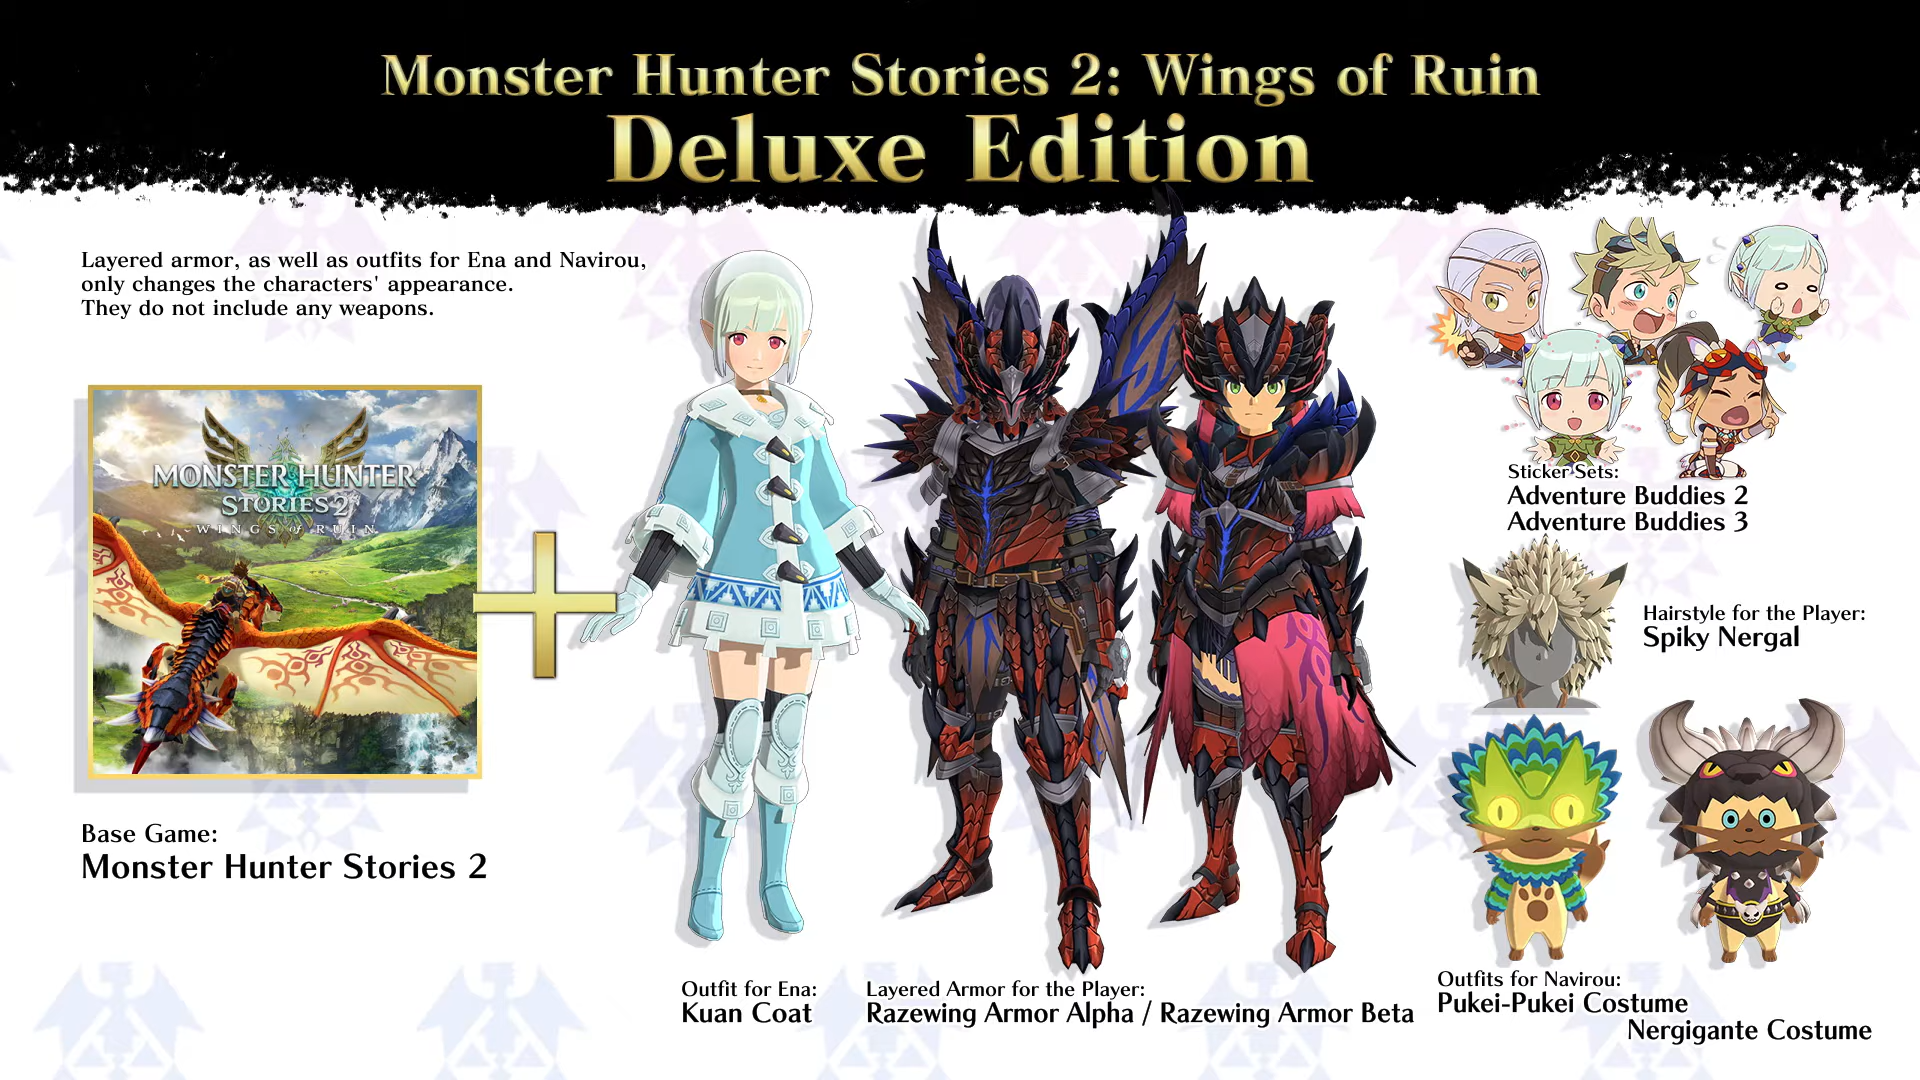 Monster Hunter Stories 2: Wings of Ruin
Deluxe Edition
Layered armor, as well as outfits for Ena and Navirou,
only changes the characters' appearance.
They do not include any weapons.
MONSTER HUNTER
STORIES 2
WINGS of RUIN
Base Game:
Monster Hunter Stories 2
Outfit for Ena:
Kuan Coat
Layered Armor for the Player:
Razewing Armor Alpha / Razewing Armor Beta
Sticker Sets:
Adventure Buddies 2
Adventure Buddies 3
Hairstyle for the Player:
Spiky Nergal
Outfits for Navirou:
Pukei-Pukei Costume
Nergigante Costume